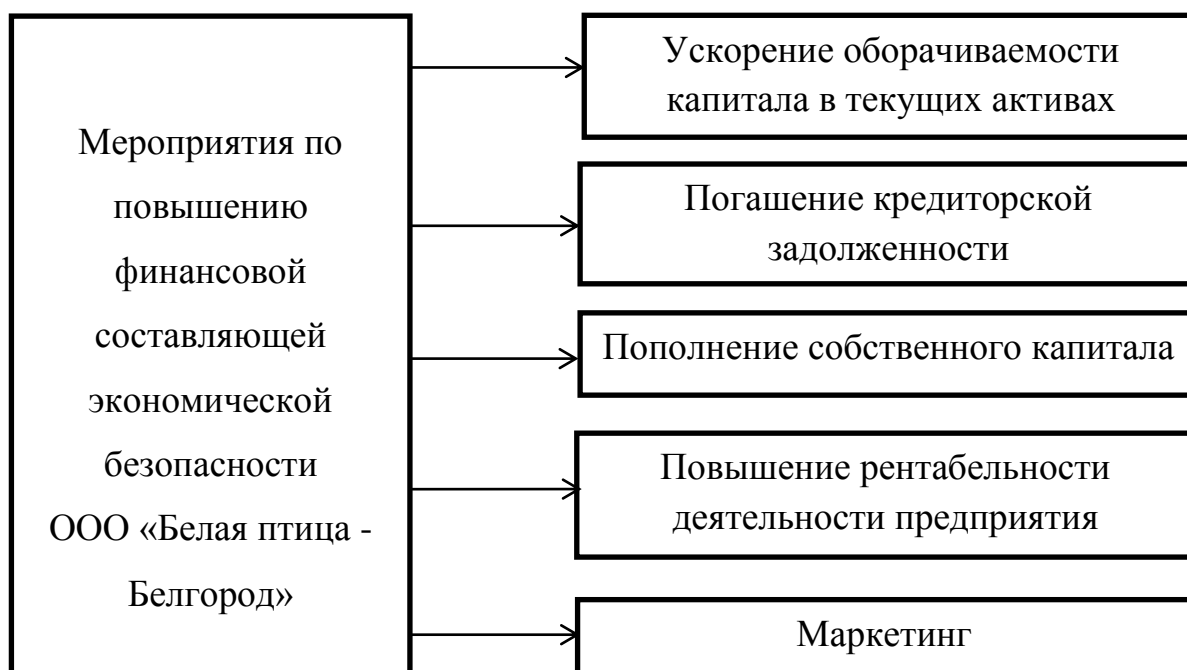 Мероприятия по
повышению
финансовой
составляющей
экономической
безопасности
ООО «Белая птица -
Белгород»
Ускорение оборачиваемости
капитала в текущих активах
Погашение кредиторской
задолженности
Пополнение собственного капитала
Повышение рентабельности
деятельности предприятия
Маркетинг